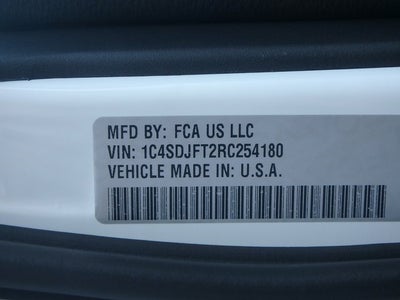 MFD BY: FCA US LLC
VIN: 1C4SDJFT2RC254180
VEHICLE MADE IN: U.S.A.